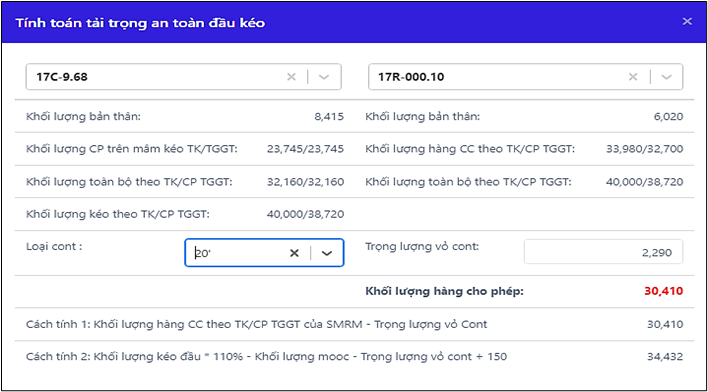 Tính toán tải trọng an toàn đầu kéo
17C-9.68 17R-000.10
Khối lượng bản thân: 8,415 Khối lượng bản thân: 6,020
Khối lượng CP trên mâm kéo TK/TGGT: 23,745/23,745 Khối lượng hàng CC theo TK/CP TGGT: 33,980/32,700
Khối lượng toàn bộ theo TK/CP TGGT: 32,160/32,160 Khối lượng toàn bộ theo TK/CP TGGT: 40,000/38,720
Khối lượng kéo theo TK/CP TGGT: 40,000/38,720
Loại cont : 20' Trọng lượng vỏ cont: 2,290
Khối lượng hàng cho phép: 30,410
Cách tính 1: Khối lượng hàng CC theo TK/CP TGGT của SMRM - Trọng lượng vỏ Cont 30,410
Cách tính 2: Khối lượng kéo đầu * 110% - Khối lượng mooc - Trọng lượng vỏ cont + 150 34,432